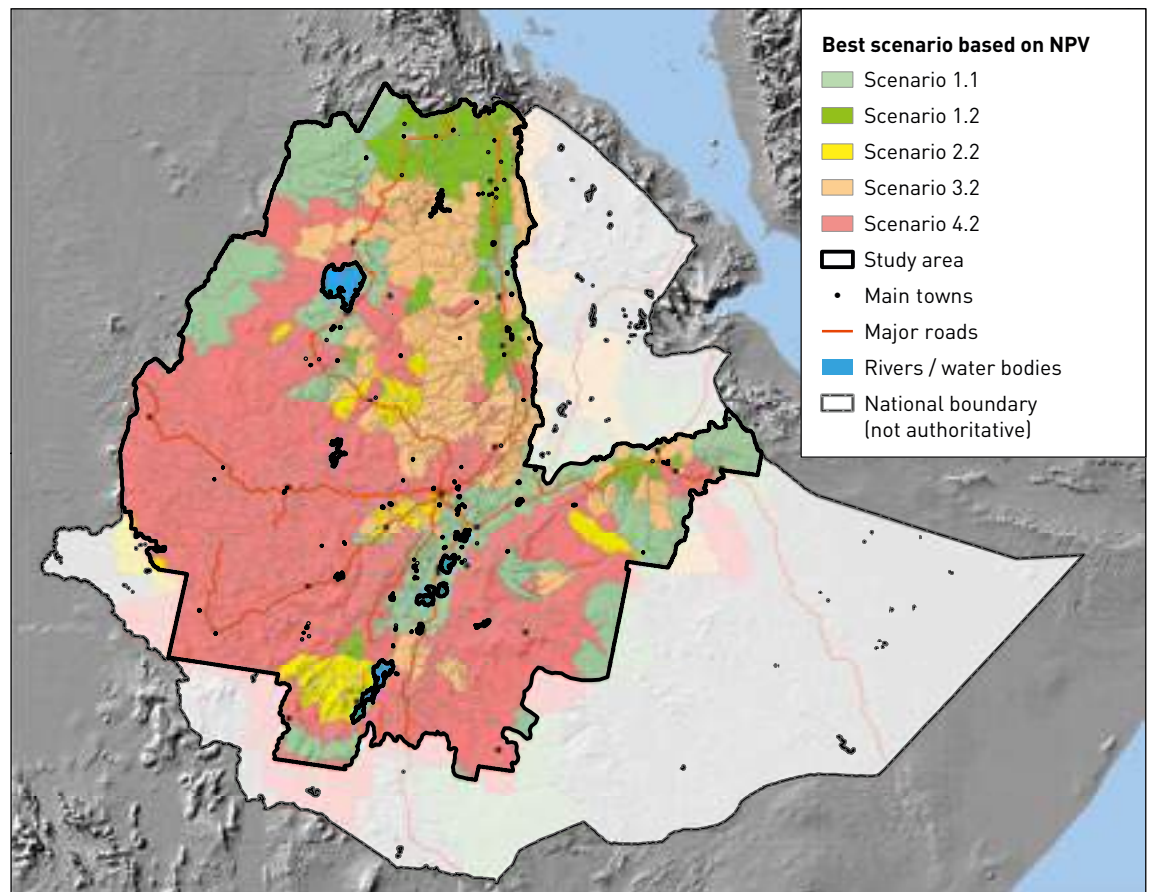 Best scenario based on NPV
Scenario 1.1
Scenario 1.2
Scenario 2.2
Scenario 3.2
Scenario 4.2
Study area
Main towns
Major roads
Rivers / water bodies
National boundary
(not authoritative)